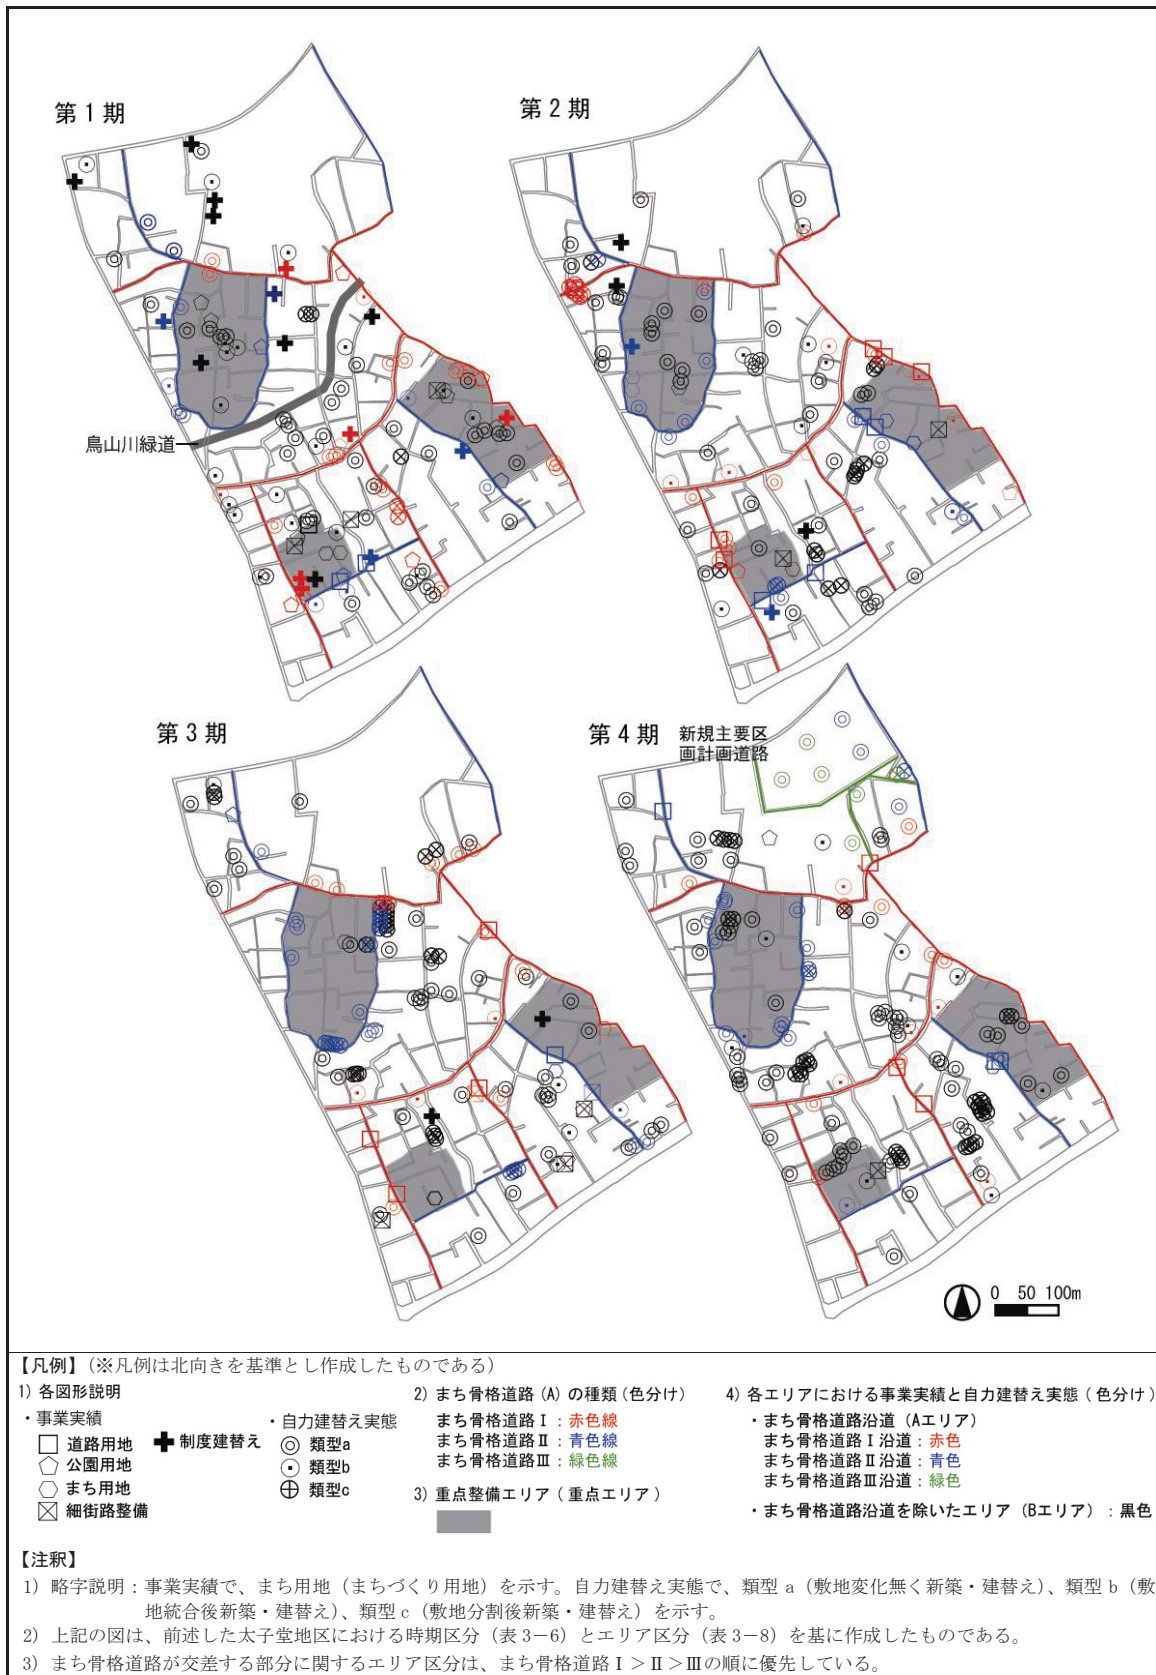 第1期
第2期
烏山川緑道
第3期
第4期
新規主要区
画計画道路
0 50 100m
【凡例】（※凡例は北向きを基準とし作成したものである）
1) 各図形説明
・事業実績
道路用地
制度建替え
公園用地
まち用地
細街路整備
・自力建替え実態
類型a
類型b
類型c
2) まち骨格道路(A)の種類(色分け)
まち骨格道路Ⅰ：赤色線
まち骨格道路Ⅱ：青色線
まち骨格道路Ⅲ：緑色線
3) 重点整備エリア(重点エリア)
4) 各エリアにおける事業実績と自力建替え実態(色分け)
・まち骨格道路沿道(Aエリア)
まち骨格道路Ⅰ沿道：赤色
まち骨格道路Ⅱ沿道：青色
まち骨格道路Ⅲ沿道：緑色
・まち骨格道路沿道を除いたエリア(Bエリア)：黒色
【注釈】
1) 略字説明：事業実績で、まち用地（まちづくり用地）を示す。自力建替え実態で、類型 a（敷地変化無く新築・建替え）、類型 b（敷
地統合後新築・建替え）、類型 c（敷地分割後新築・建替え）を示す。
2) 上記の図は、前述した太子堂地区における時期区分（表 3－6）とエリア区分（表 3－8）を基に作成したものである。
3) まち骨格道路が交差する部分に関するエリア区分は、まち骨格道路Ⅰ＞Ⅱ＞Ⅲの順に優先している。